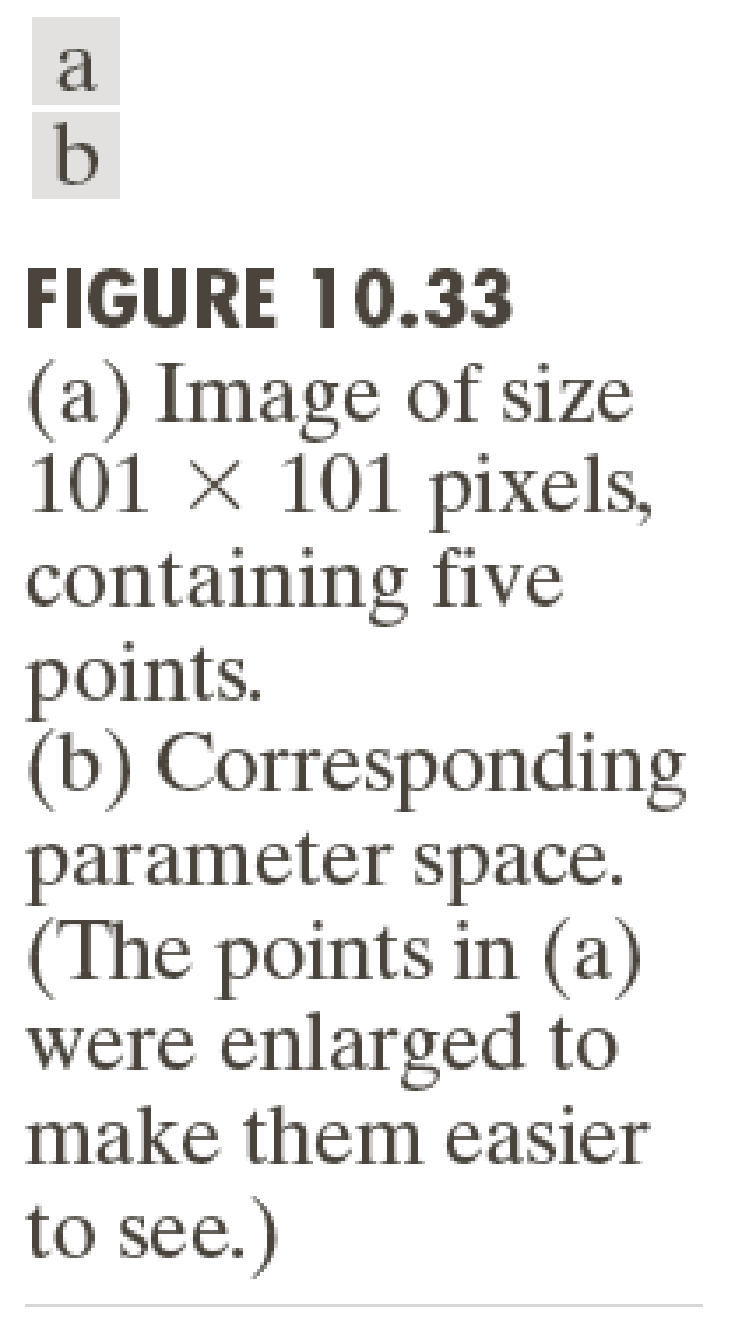 a
b
FIGURE 10.33
(a) Image of size
101 × 101 pixels,
containing five
points.
(b) Corresponding
parameter space.
(The points in (a)
were enlarged to
make them easier
to see.)